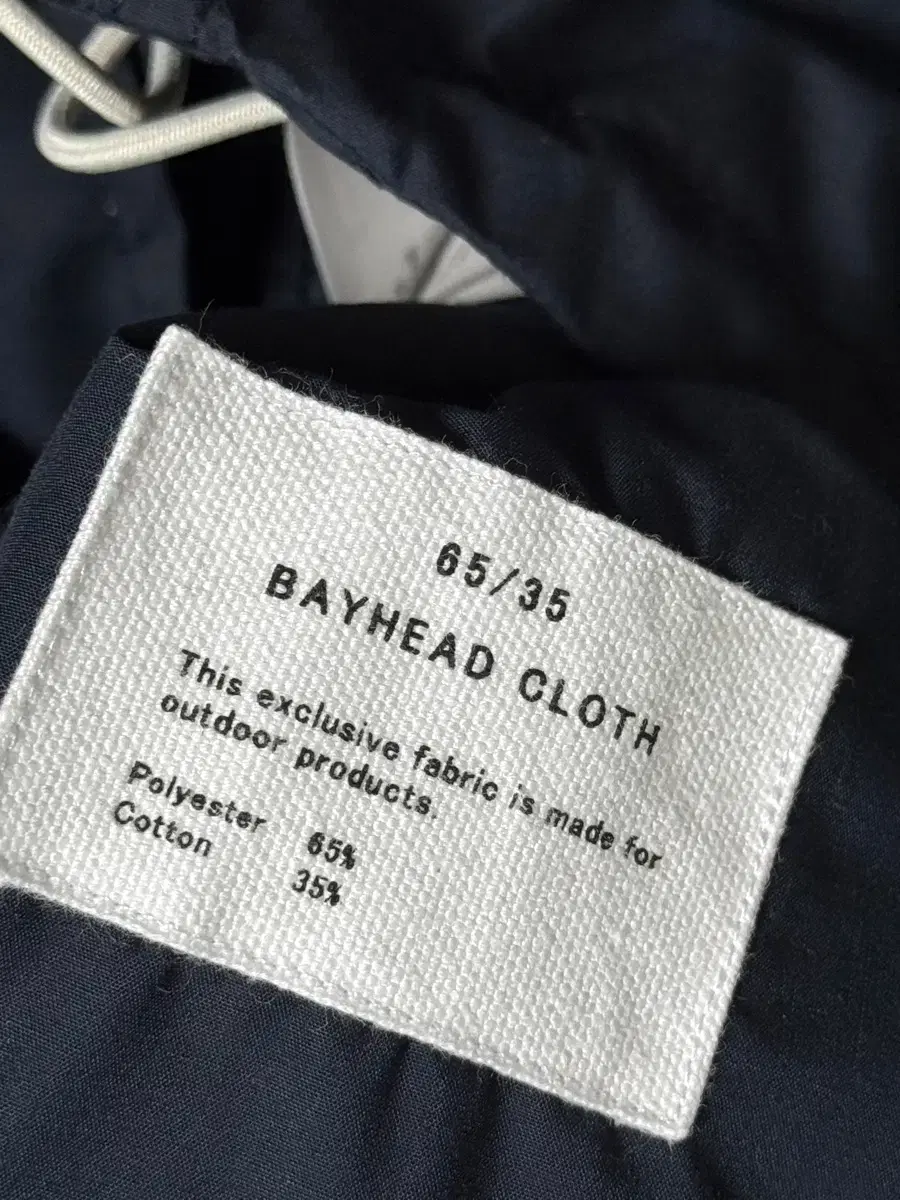 65/35
BAYHEAD CLOTH
This exclusive fabric is made for
outdoor products.
Polyester 65%
Cotton 35%